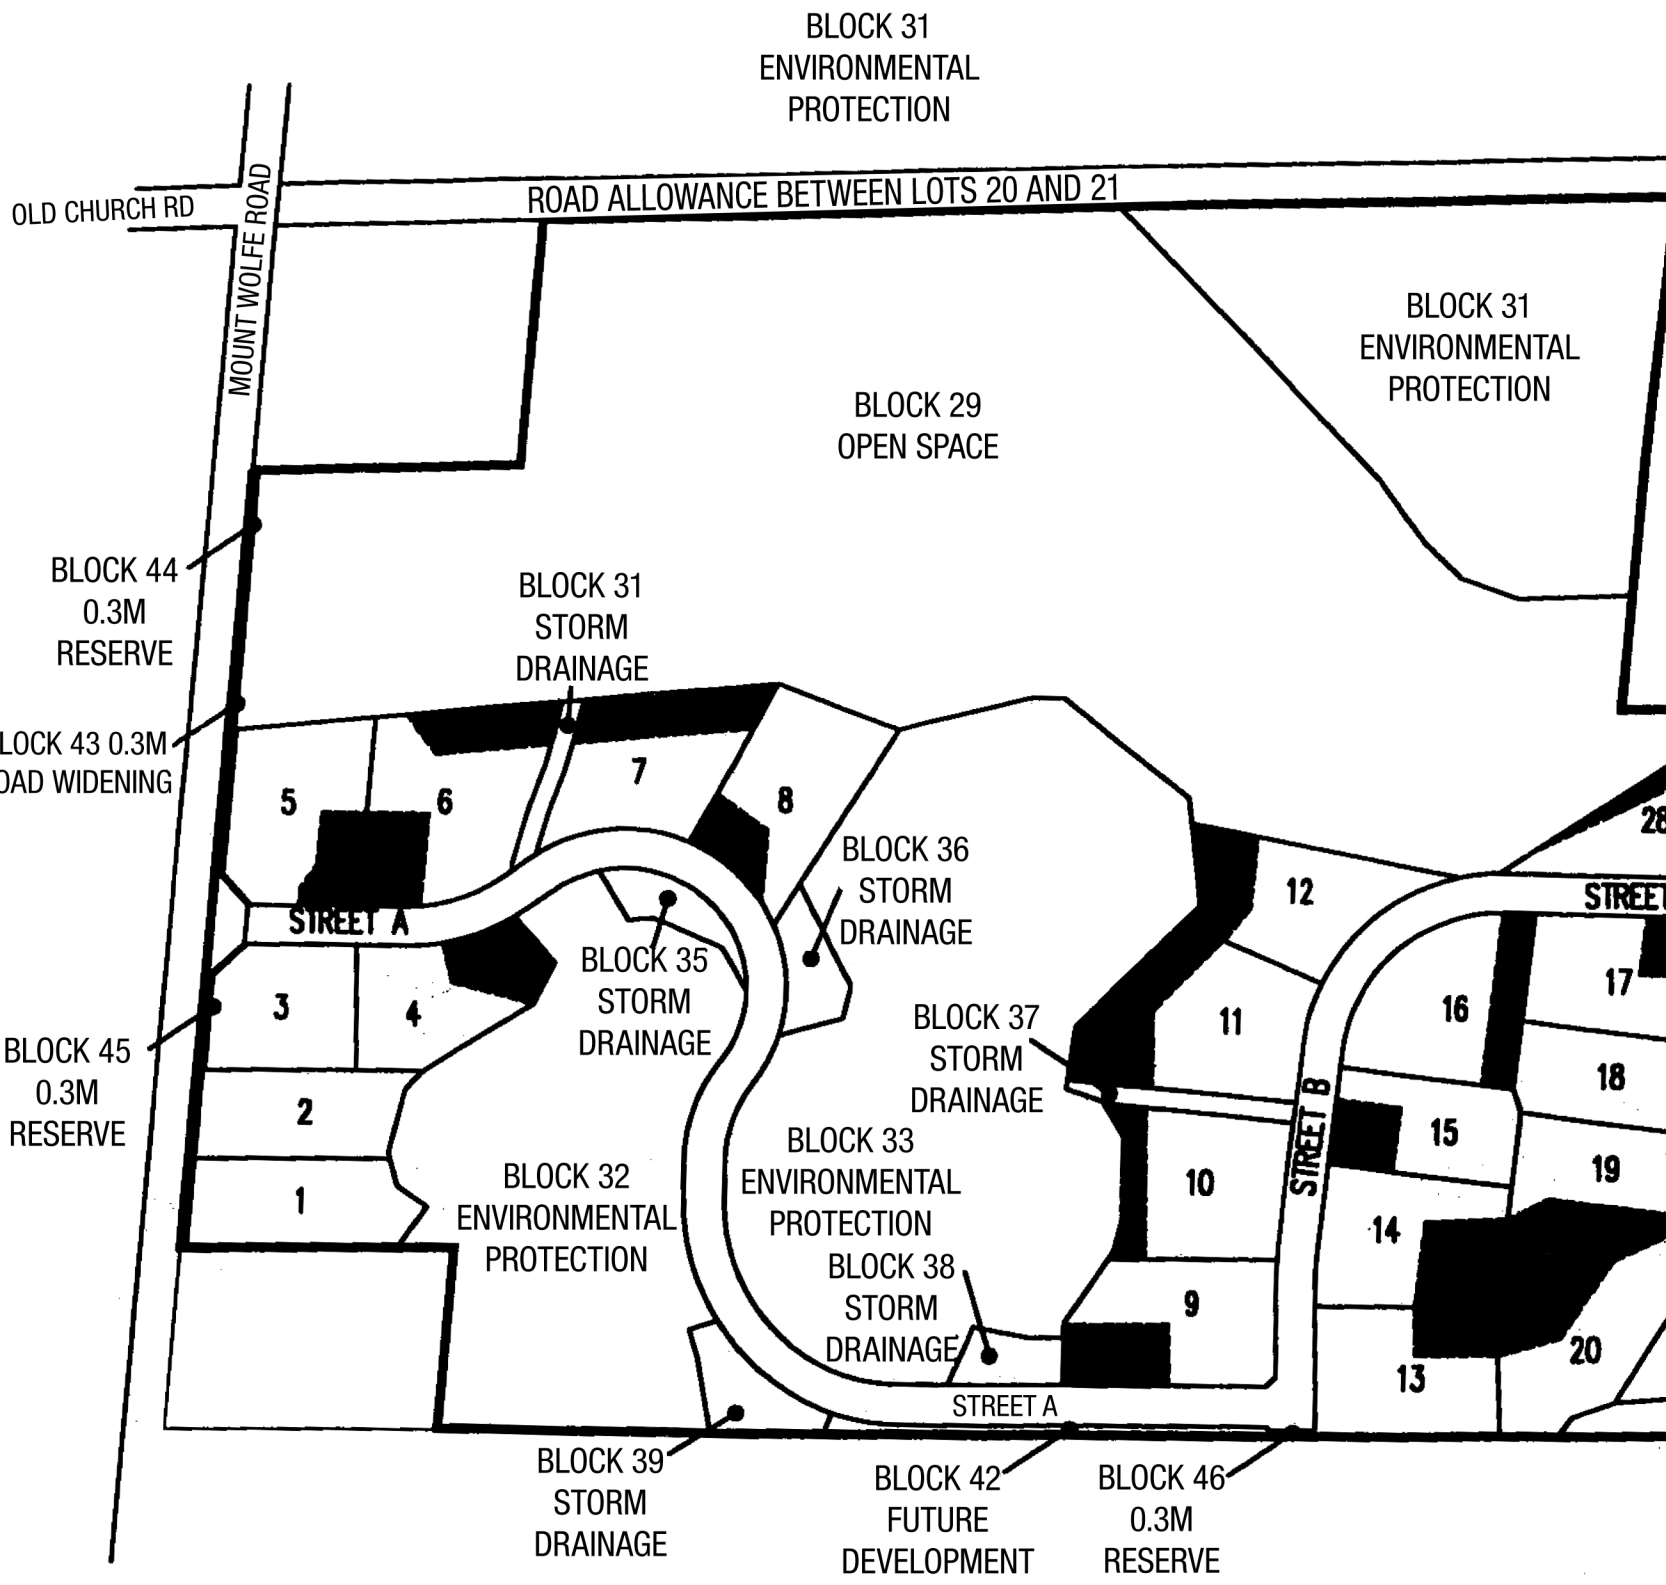 BLOCK 31
ENVIRONMENTAL
PROTECTION
OLD CHURCH RD
MOUNT WOLFE ROAD
ROAD ALLOWANCE BETWEEN LOTS 20 AND 21
BLOCK 31
ENVIRONMENTAL
PROTECTION
BLOCK 29
OPEN SPACE
BLOCK 44
0.3M
RESERVE
BLOCK 31
STORM
DRAINAGE
LOCK 43 0.3M
OAD WIDENING
5
6
7
8
28
BLOCK 36
STORM
DRAINAGE
12
STREET
STREET A
BLOCK 35
STORM
DRAINAGE
3
4
17
16
11
BLOCK 37
STORM
DRAINAGE
BLOCK 45
0.3M
RESERVE
18
2
15
STREET B
BLOCK 33
ENVIRONMENTAL
PROTECTION
BLOCK 32
ENVIRONMENTAL
PROTECTION
19
10
1
14
BLOCK 38
STORM
DRAINAGE
9
20
13
STREET A
BLOCK 39
STORM
DRAINAGE
BLOCK 42
FUTURE
DEVELOPMENT
BLOCK 46
0.3M
RESERVE